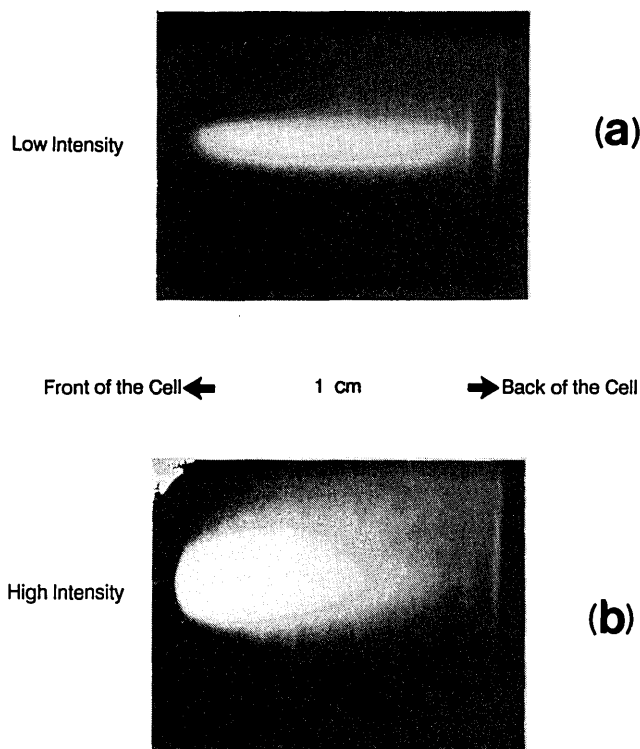 Low Intensity
(a)
Front of the Cell 1 cm Back of the Cell
High Intensity
(b)